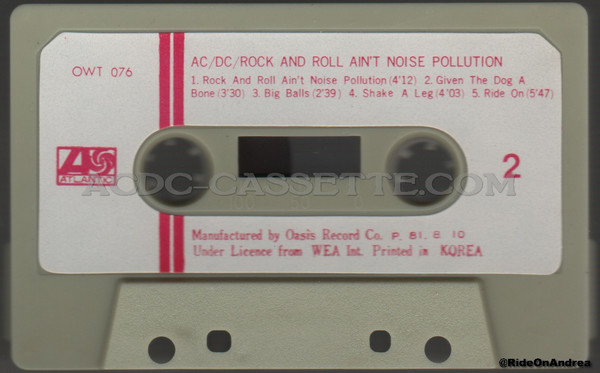 OWT 076
AC/DC/ROCK AND ROLL AIN'T NOISE POLLUTION
1. Rock And Roll Ain't Noise Pollution(4'12) 2. Given The Dog A
Bone(3'30) 3. Big Balls(2'39) 4. Shake A Leg(4'03) 5. Ride On(5'47)
ATLANTIC
ACDC-CASSETTE.COM
2
Manufactured by Oasis Record Co. P. 81. 8. 10
Under Licence from WEA Int. Printed in KOREA
@RideOnAndrea